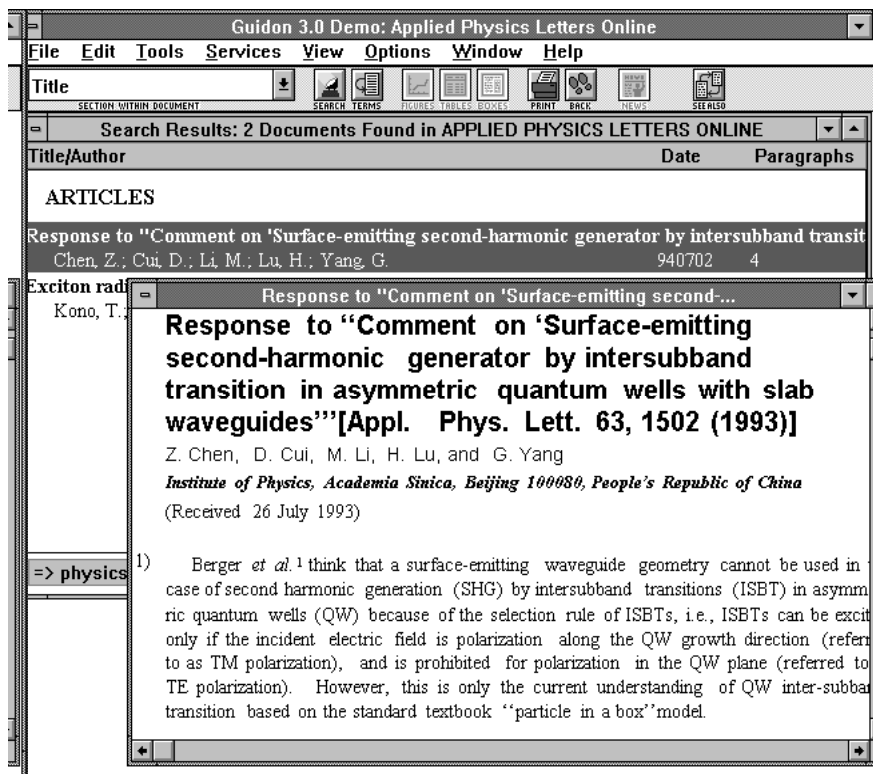 Guidon 3.0 Demo: Applied Physics Letters Online
File Edit Tools Services View Options Window Help
Title
SECTION WITHIN DOCUMENT SEARCH TERMS FIGURES TABLES BOXES PRINT BACK NEWS SEE ALSO
Search Results: 2 Documents Found in APPLIED PHYSICS LETTERS ONLINE
Title/Author Date Paragraphs
ARTICLES
Response to "Comment on 'Surface-emitting second-harmonic generator by intersubband transit
Chen, Z.; Cui, D.; Li, M.; Lu, H.; Yang, G. 940702 4
Exciton radi
Kono, T.;
=> physics
Response to "Comment on 'Surface-emitting second-...
Response to ‘‘Comment on ‘Surface-emitting
second-harmonic generator by intersubband
transition in asymmetric quantum wells with slab
waveguides’’’[Appl. Phys. Lett. 63, 1502 (1993)]
Z. Chen, D. Cui, M. Li, H. Lu, and G. Yang
Institute of Physics, Academia Sinica, Beijing 100080, People's Republic of China
(Received 26 July 1993)
1) Berger et al.¹ think that a surface-emitting waveguide geometry cannot be used in
case of second harmonic generation (SHG) by intersubband transitions (ISBT) in asymm
ric quantum wells (QW) because of the selection rule of ISBTs, i.e., ISBTs can be excit
only if the incident electric field is polarization along the QW growth direction (referr
to as TM polarization), and is prohibited for polarization in the QW plane (referred to
TE polarization). However, this is only the current understanding of QW inter-subba
transition based on the standard textbook ‘‘particle in a box’’model.